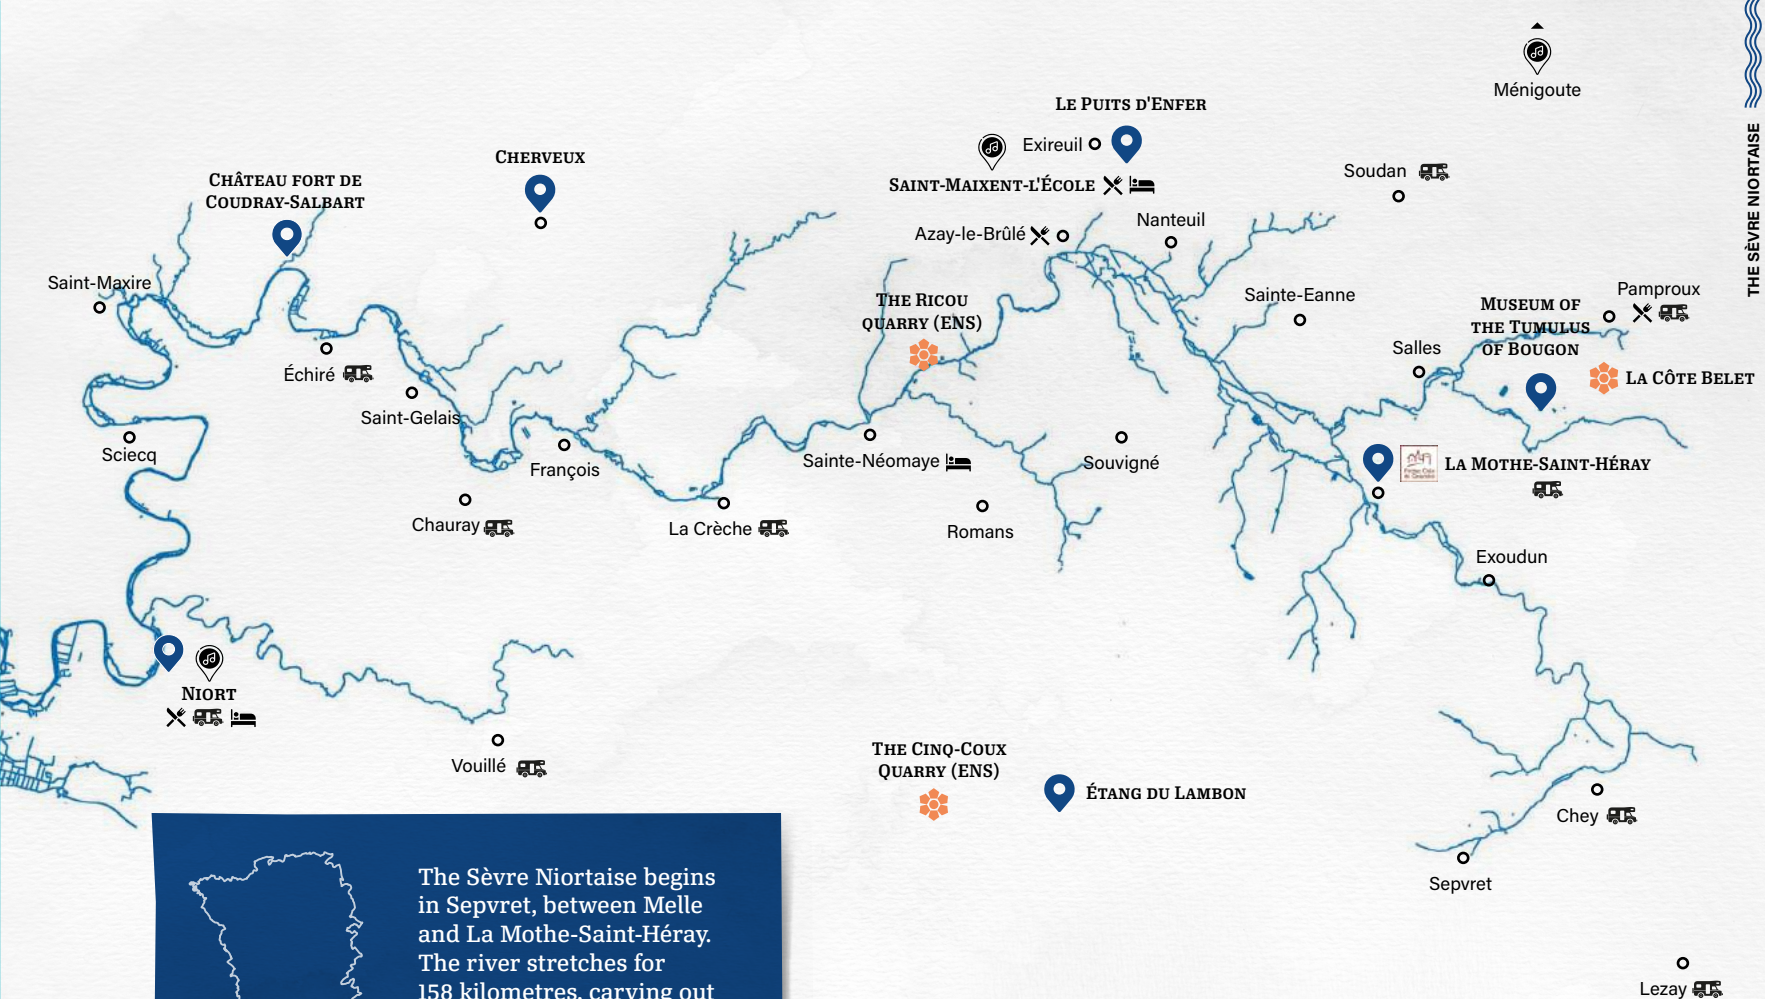 Ménigoute
THE SÈVRE NIORTAISE
LE PUITS D'ENFER
Exireuil
CHERVEUX
SAINT-MAIXENT-L'ÉCOLE
Soudan
CHÂTEAU FORT DE
COUDRAY-SALBART
Azay-le-Brûlé
Nanteuil
Saint-Maxire
THE RICOU
QUARRY (ENS)
Sainte-Eanne
Pamproux
MUSEUM OF
THE TUMULUS
OF BOUGON
Échiré
Salles
LA CÔTE BELET
Saint-Gelais
Sciecq
François
Sainte-Néomaye
Souvigné
LA MOTHE-SAINT-HÉRAY
Chauray
La Crèche
Romans
Exoudun
NIORT
Vouillé
THE CINQ-COUX
QUARRY (ENS)
ÉTANG DU LAMBON
Chey
Sepvret
The Sèvre Niortaise begins
in Sepvret, between Melle
and La Mothe-Saint-Héray.
The river stretches for
158 kilometres, carving out
Lezay